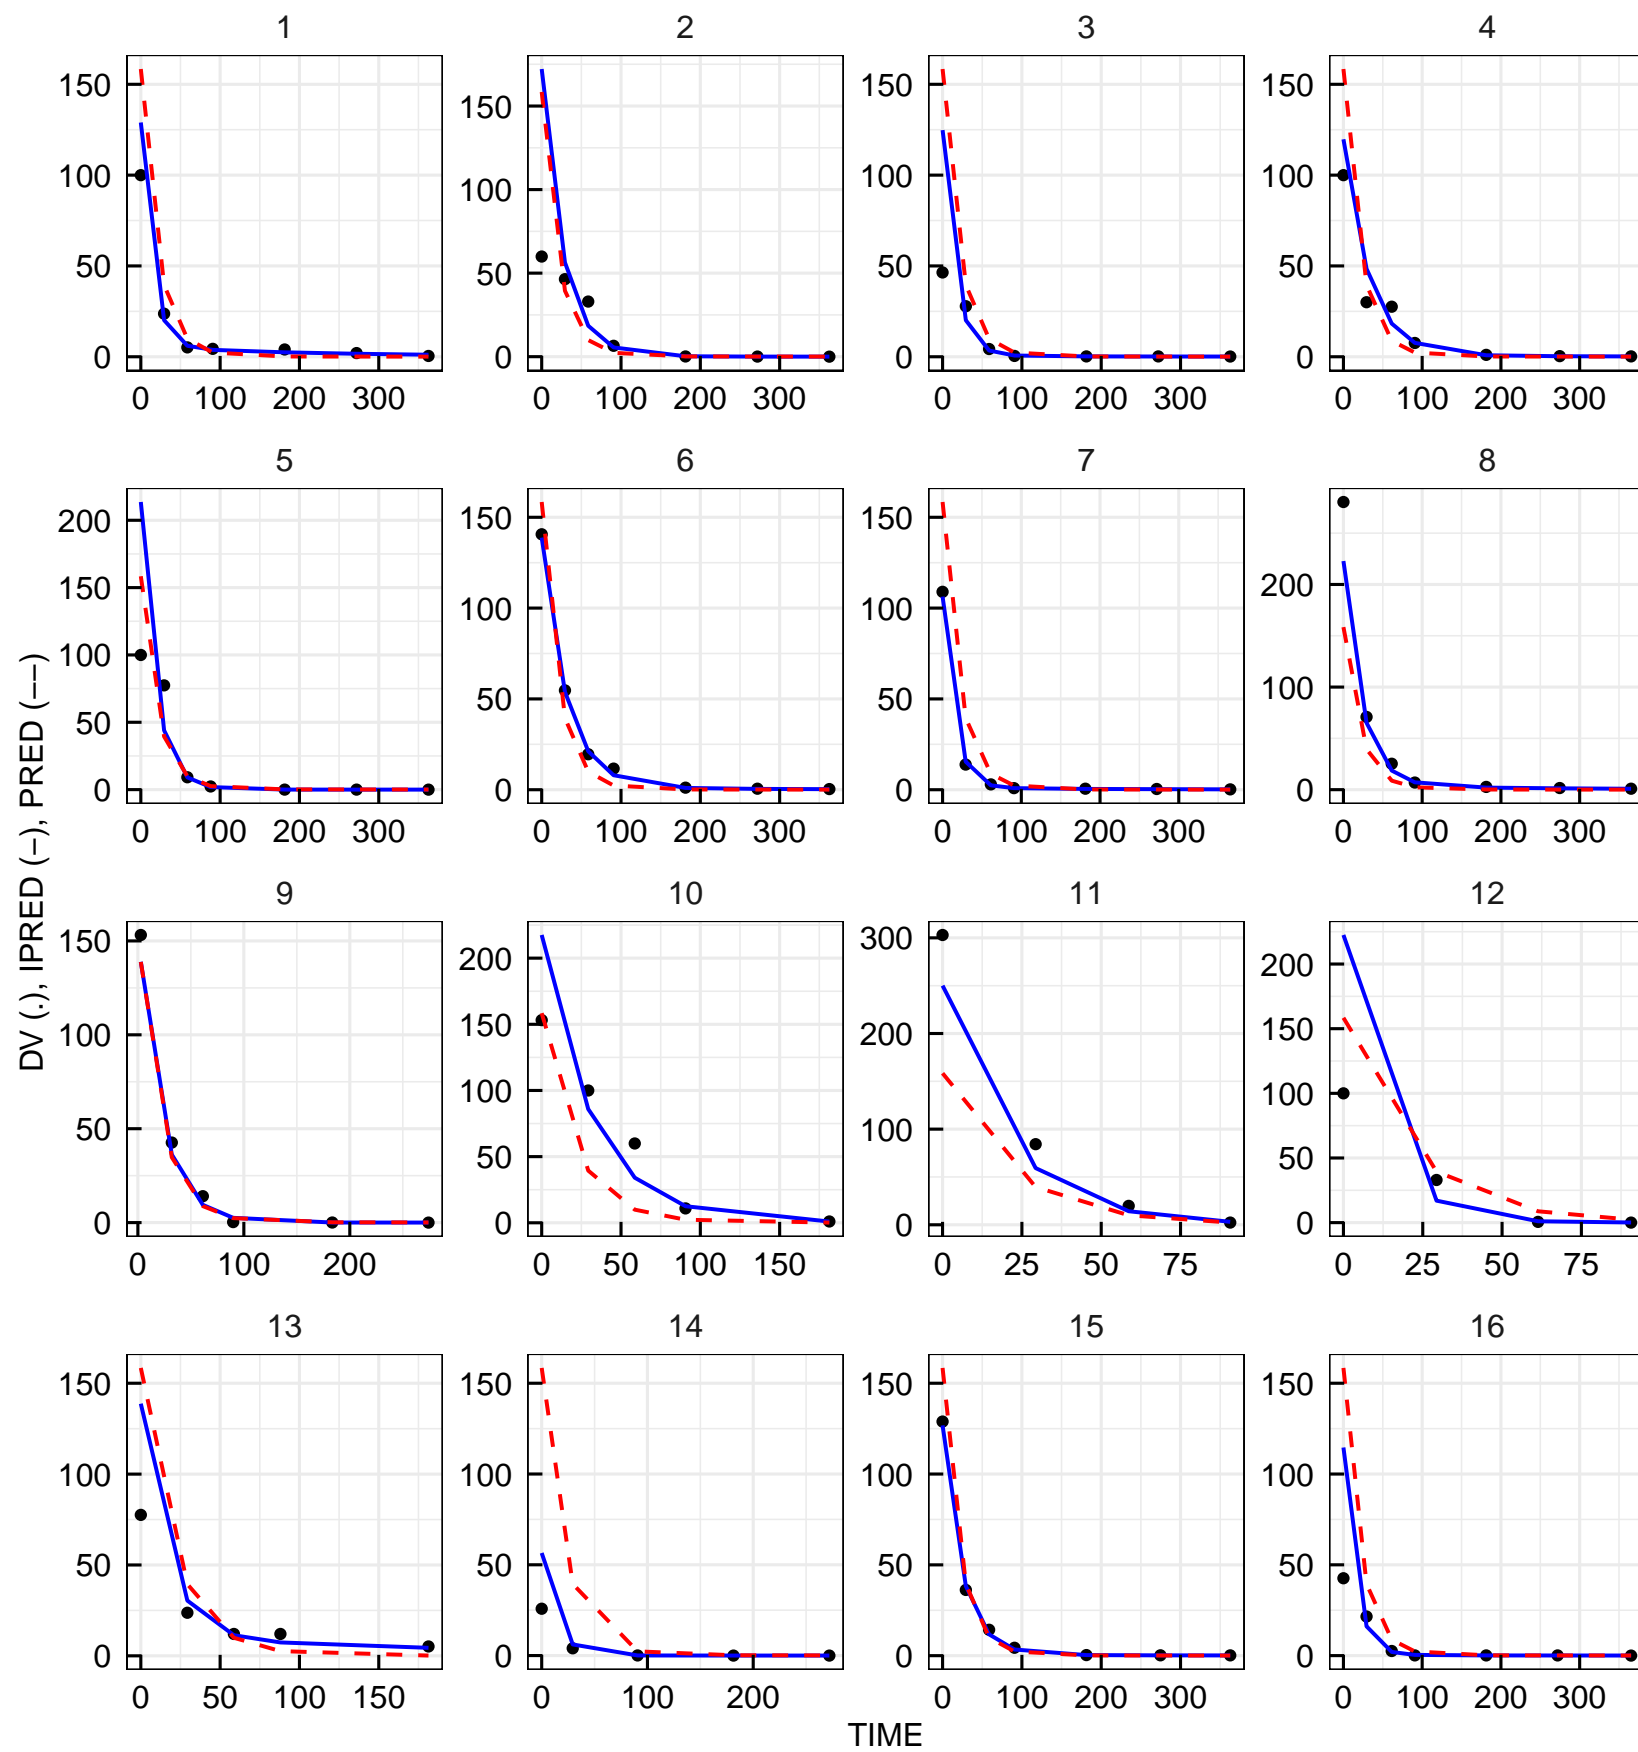 1 2 3 4
150 150 150 150
100 100 100 100
50 50 50 50
0 0 0 0
0 100 200 300 0 100 200 300 0 100 200 300 0 100 200 300
5 6 7 8
200 150 150 200
150 100 100 100
100 50 50 0
50 0 0
0
0 100 200 300 0 100 200 300 0 100 200 300 0 100 200 300
DV (.), IPRED (−), PRED (−−)
9 10 11 12
150 200 300 200
100 150 200 150
50 100 100 100
0 50 0 50
0 0
0 100 200 0 50 100 150 0 25 50 75 0 25 50 75
13 14 15 16
150 150 150 150
100 100 100 100
50 50 50 50
0 0 0 0
0 50 100 150 0 100 200 0 100 200 300 0 100 200 300
TIME